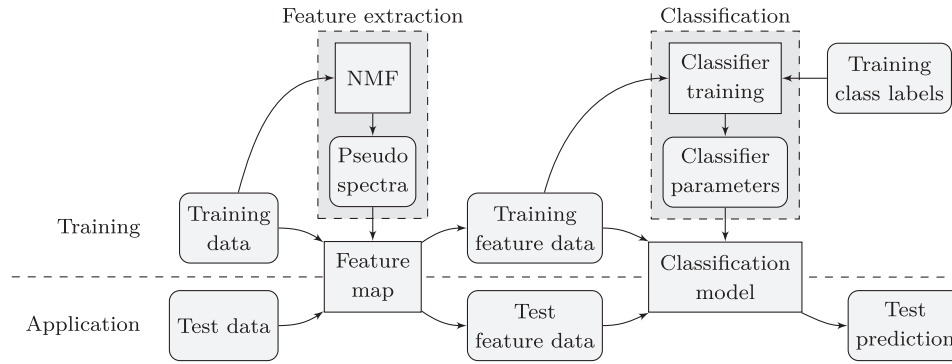 Feature extraction
Classification
NMF
Classifier
training
Training
class labels
Pseudo
spectra
Classifier
parameters
Training
Training
data
Training
feature data
Feature
map
Classification
model
Application
Test data
Test
feature data
Test
prediction